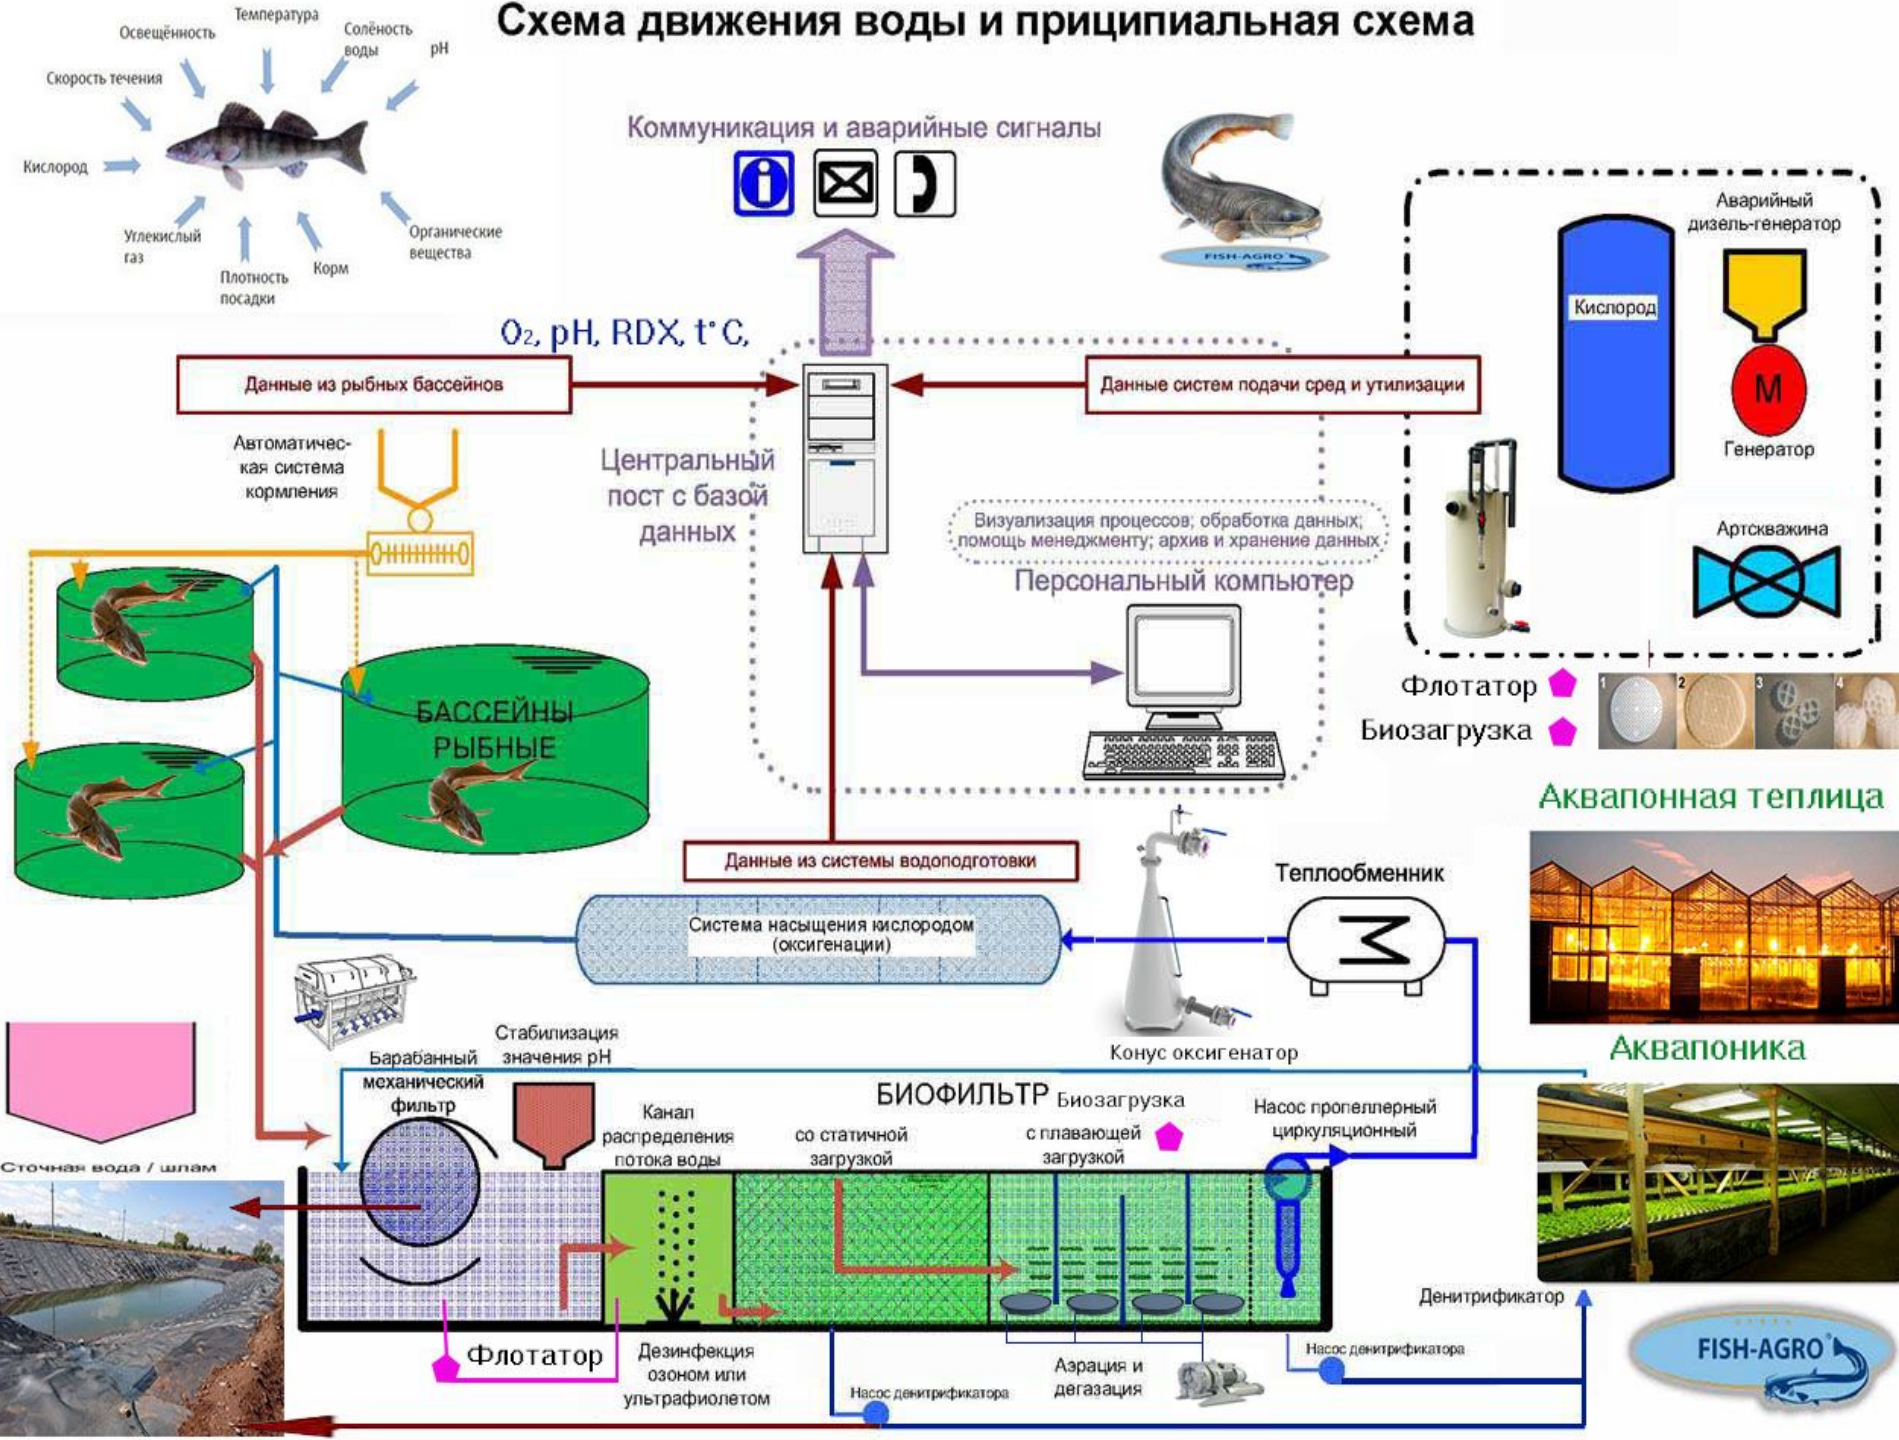 Схема движения воды и приципиальная схема
Температура
Освещённость
Солёность
воды
pH
Скорость течения
Кислород
Углекислый
газ
Плотность
посадки
Корм
Органические
вещества
Коммуникация и аварийные сигналы
i
FISH-AGRO
Аварийный
дизель-генератор
Кислород
M
Генератор
Артскважина
O₂, pH, RDX, t°C,
Данные из рыбных бассейнов
Данные систем подачи сред и утилизации
Автоматичес-
кая система
кормления
Центральный
пост с базой
данных
Визуализация процессов; обработка данных;
помощь менеджменту; архив и хранение данных
Персональный компьютер
Флотатор
Биозагрузка
1
2
3
4
БАССЕЙНЫ
РЫБНЫЕ
Аквапонная теплица
Данные из системы водоподготовки
Теплообменник
Система насыщения кислородом
(оксигенации)
Конус оксигенатор
Аквапоника
Стабилизация
значения pH
Барабанный
механический
фильтр
БИОФИЛЬТР
Биозагрузка
Канал
распределения
потока воды
со статичной
загрузкой
с плавающей
загрузкой
Насос пропеллерный
циркуляционный
Сточная вода / шлам
Флотатор
Дезинфекция
озоном или
ультрафиолетом
Насос денитрификатора
Аэрация и
дегазация
Насос денитрификатора
Денитрификатор
FISH-AGRO®